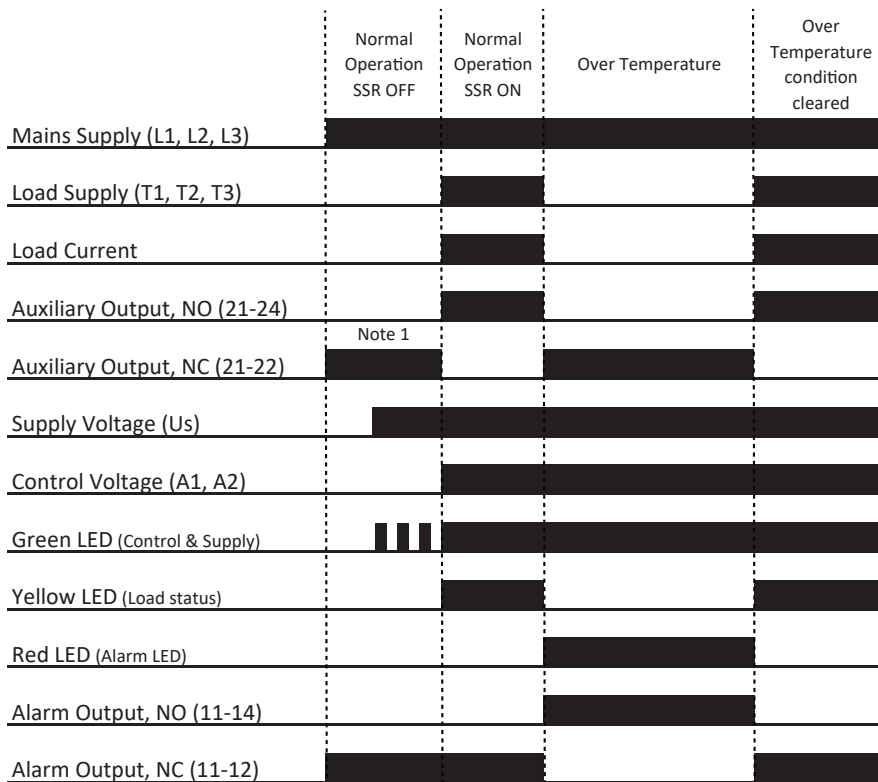 Normal
Operation
SSR OFF
Normal
Operation
SSR ON
Over Temperature
Over
Temperature
condition
cleared
Mains Supply (L1, L2, L3)
Load Supply (T1, T2, T3)
Load Current
Auxiliary Output, NO (21-24)
Note 1
Auxiliary Output, NC (21-22)
Supply Voltage (Us)
Control Voltage (A1, A2)
Green LED (Control & Supply)
Yellow LED (Load status)
Red LED (Alarm LED)
Alarm Output, NO (11-14)
Alarm Output, NC (11-12)